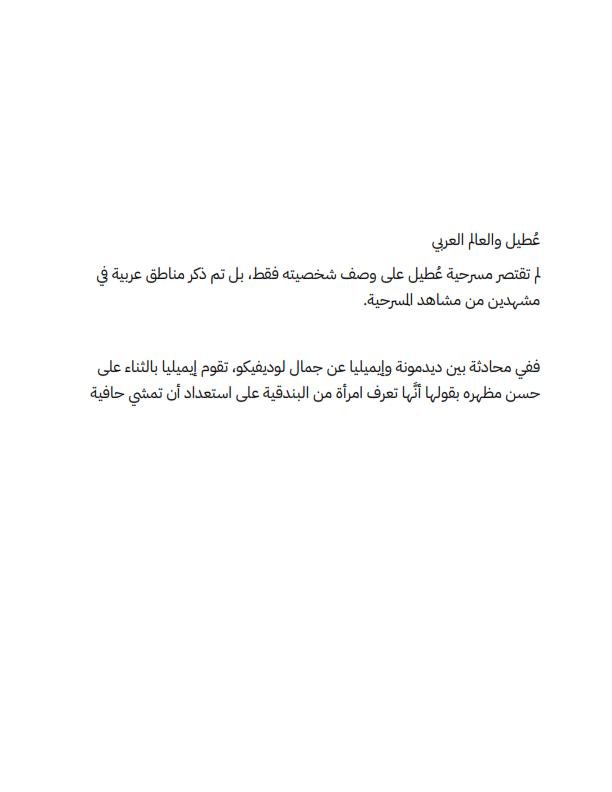 عُطيل والعالم العربي
لم تقتصر مسرحية عُطيل على وصف شخصيته فقط، بل تم ذكر مناطق عربية في
مشهدين من مشاهد المسرحية.
ففي محادثة بين ديدمونة وإيميليا عن جمال لوديفيكو، تقوم إيميليا بالثناء على
حسن مظهره بقولها أنَّها تعرف امرأة من البندقية على استعداد أن تمشي حافية